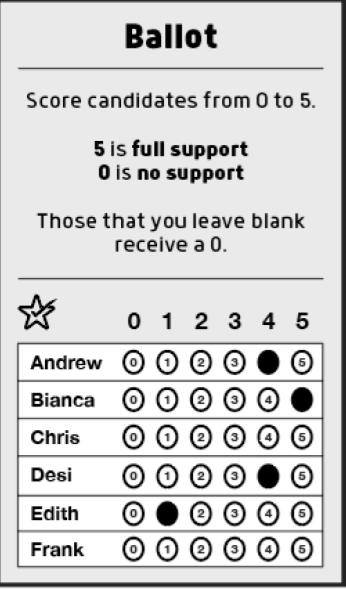 Ballot
Score candidates from 0 to 5.
5 is full support
0 is no support
Those that you leave blank
receive a 0.
0 1 2 3 4 5
Andrew 0 1 2 3 5
Bianca 0 1 2 3 4
Chris 0 1 2 3 4 5
Desi 0 1 2 3 5
Edith 0 2 3 4 5
Frank 0 1 2 3 4 5